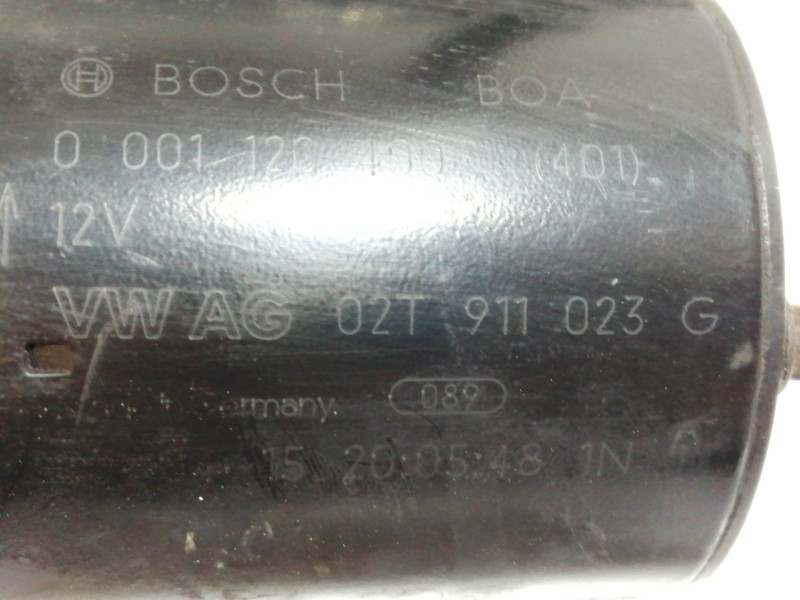 BOSCH BOA
0 001 120 400 (401)
12V
VW AG 02T 911 023 G
Germany 089
15 20:05:48 1N